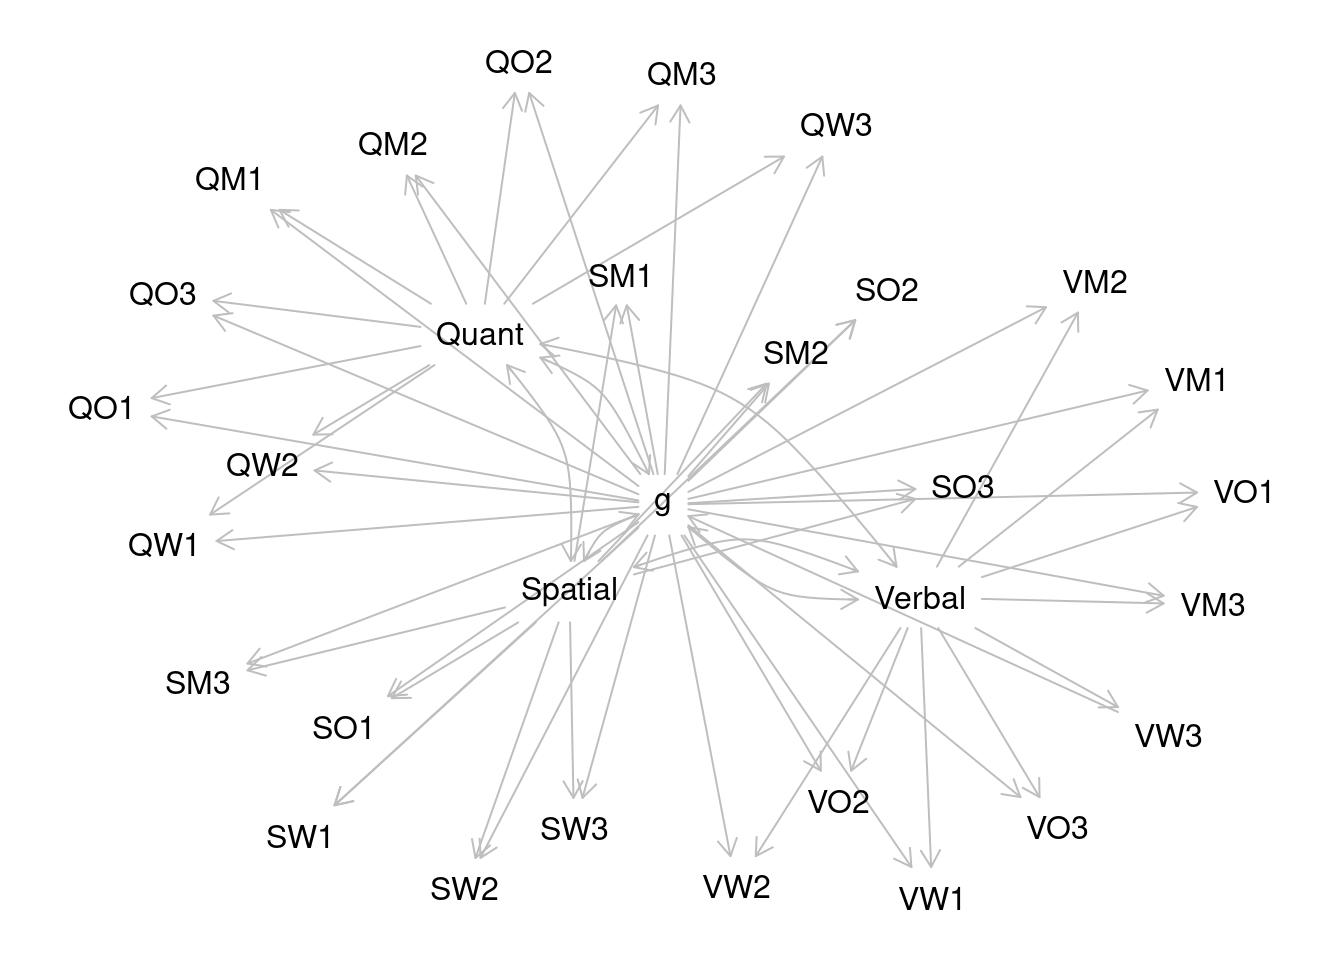 QO2
QM3
QW3
QM2
QM1
SM1
VM2
SO2
QO3
Quant
SM2
VM1
QO1
QW2
SO3
VO1
g
QW1
Spatial
Verbal
VM3
SM3
SO1
VW3
VO2
SW3
VO3
SW1
VW2
SW2
VW1